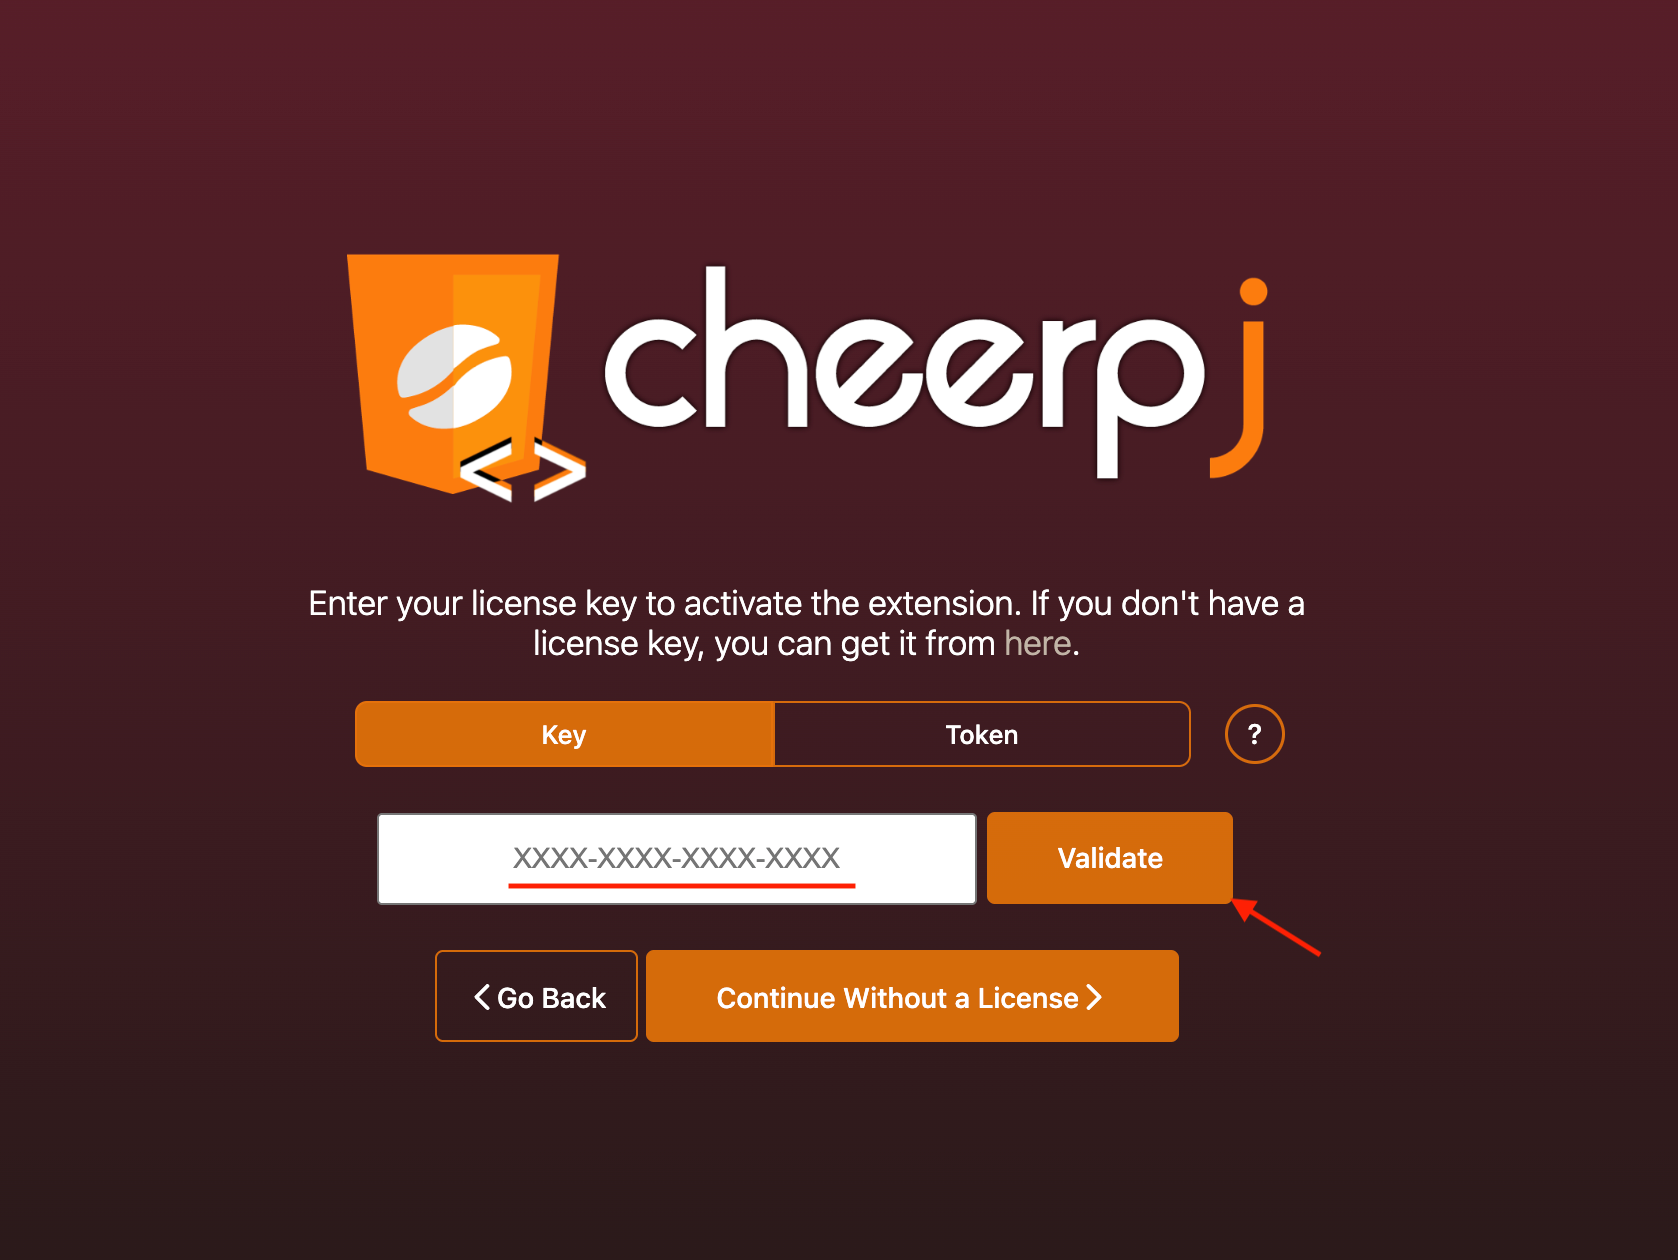 cheerpj
<>
Enter your license key to activate the extension. If you don't have a
license key, you can get it from here.
Key Token ?
XXXX-XXXX-XXXX-XXXX Validate
Go Back Continue Without a License